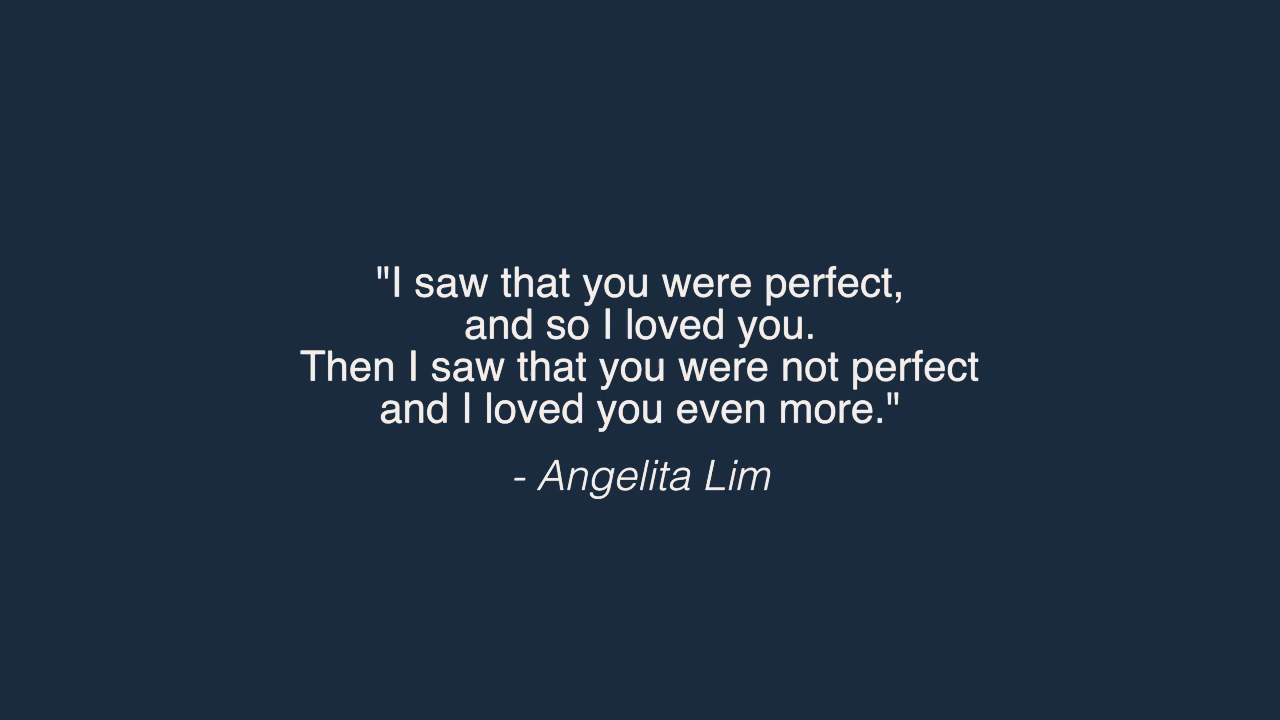 "I saw that you were perfect,
and so I loved you.
Then I saw that you were not perfect
and I loved you even more."
- Angelita Lim